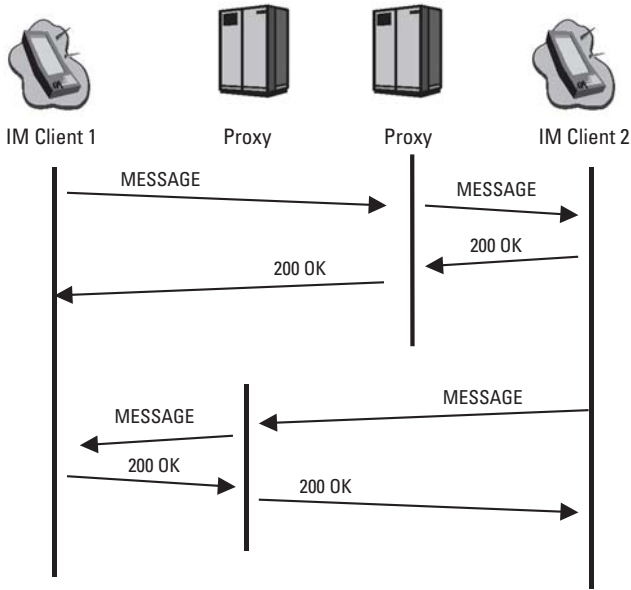 IM Client 1
Proxy
Proxy
IM Client 2
MESSAGE
MESSAGE
200 OK
200 OK
MESSAGE
MESSAGE
200 OK
200 OK